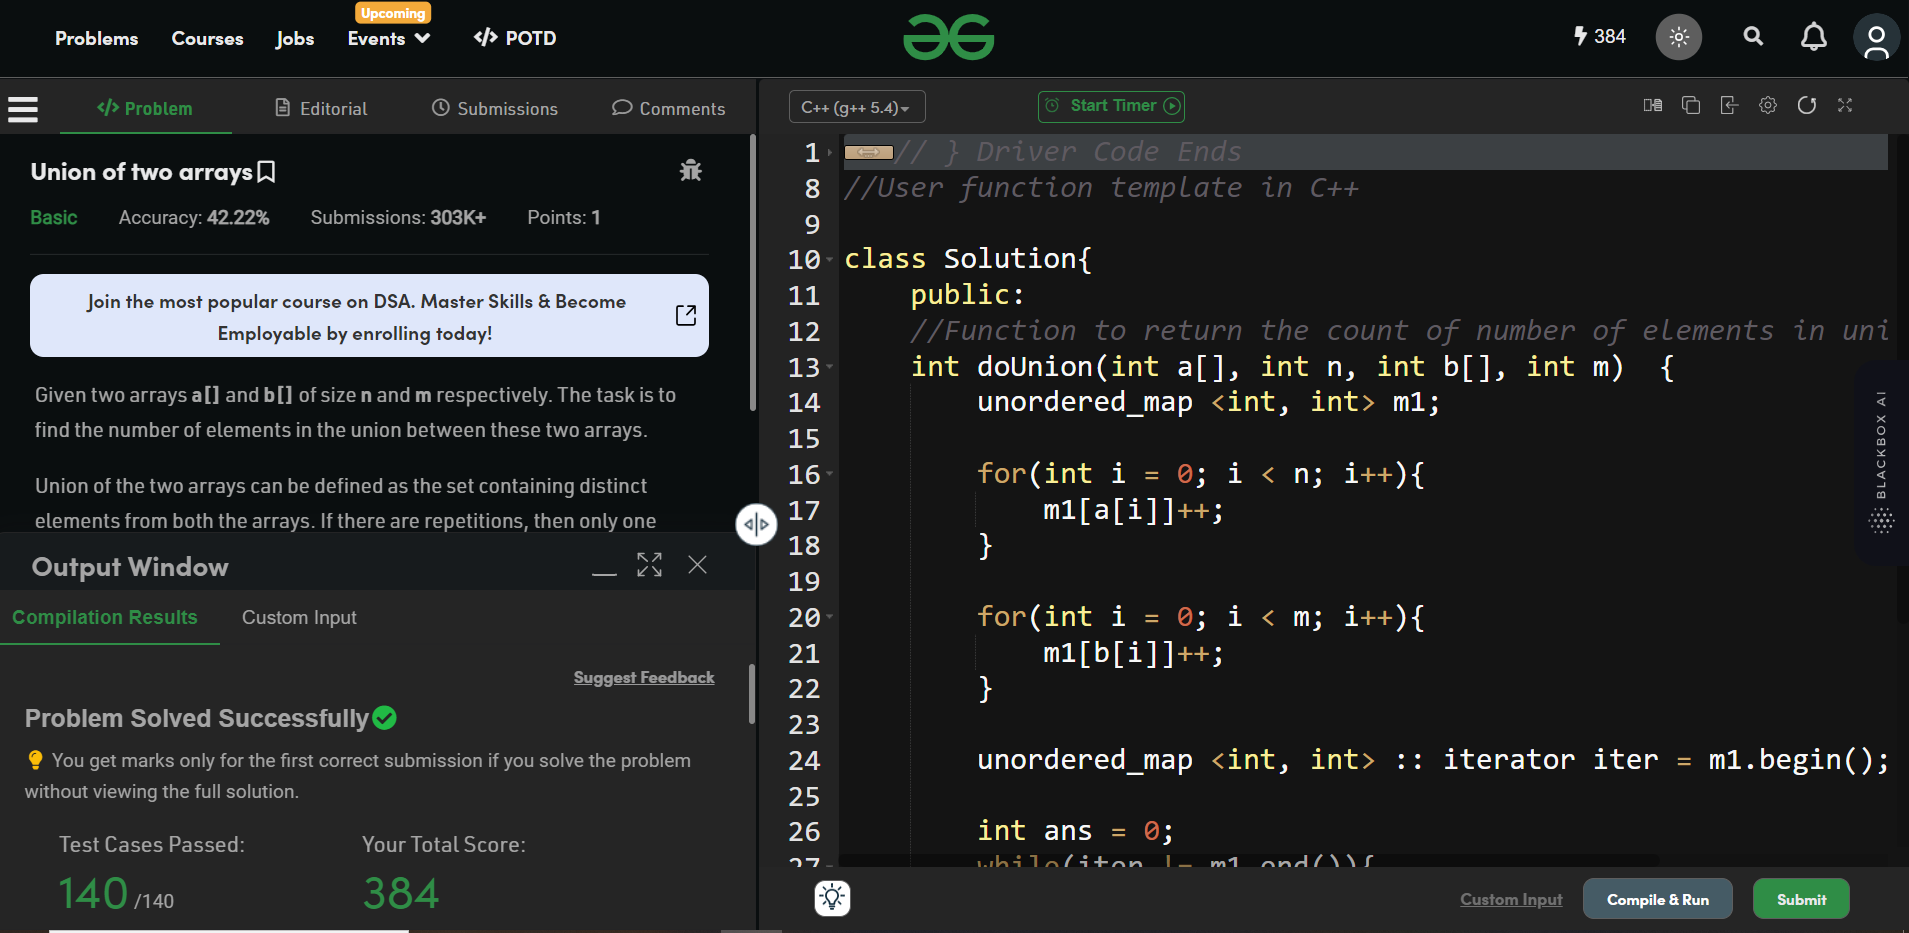 Upcoming
Problems Courses Jobs Events </> POTD
384
</> Problem Editorial Submissions Comments
Union of two arrays
Basic Accuracy: 42.22% Submissions: 303K+ Points: 1
Join the most popular course on DSA. Master Skills & Become
Employable by enrolling today!
Given two arrays a[] and b[] of size n and m respectively. The task is to
find the number of elements in the union between these two arrays.
Union of the two arrays can be defined as the set containing distinct
elements from both the arrays. If there are repetitions, then only one
Output Window
Compilation Results Custom Input
Suggest Feedback
Problem Solved Successfully
You get marks only for the first correct submission if you solve the problem
without viewing the full solution.
Test Cases Passed: Your Total Score:
140 /140 384
C++ (g++ 5.4) Start Timer
1 // } Driver Code Ends
8 //User function template in C++
9
10 class Solution{
11 public:
12 //Function to return the count of number of elements in uni
13 int doUnion(int a[], int n, int b[], int m) {
14 unordered_map <int, int> m1;
15
16 for(int i = 0; i < n; i++){
17 m1[a[i]]++;
18 }
19
20 for(int i = 0; i < m; i++){
21 m1[b[i]]++;
22 }
23
24 unordered_map <int, int> :: iterator iter = m1.begin();
25
26 int ans = 0;
27 while(iter != m1.end()){
BLACKBOX AI
Custom Input Compile & Run Submit